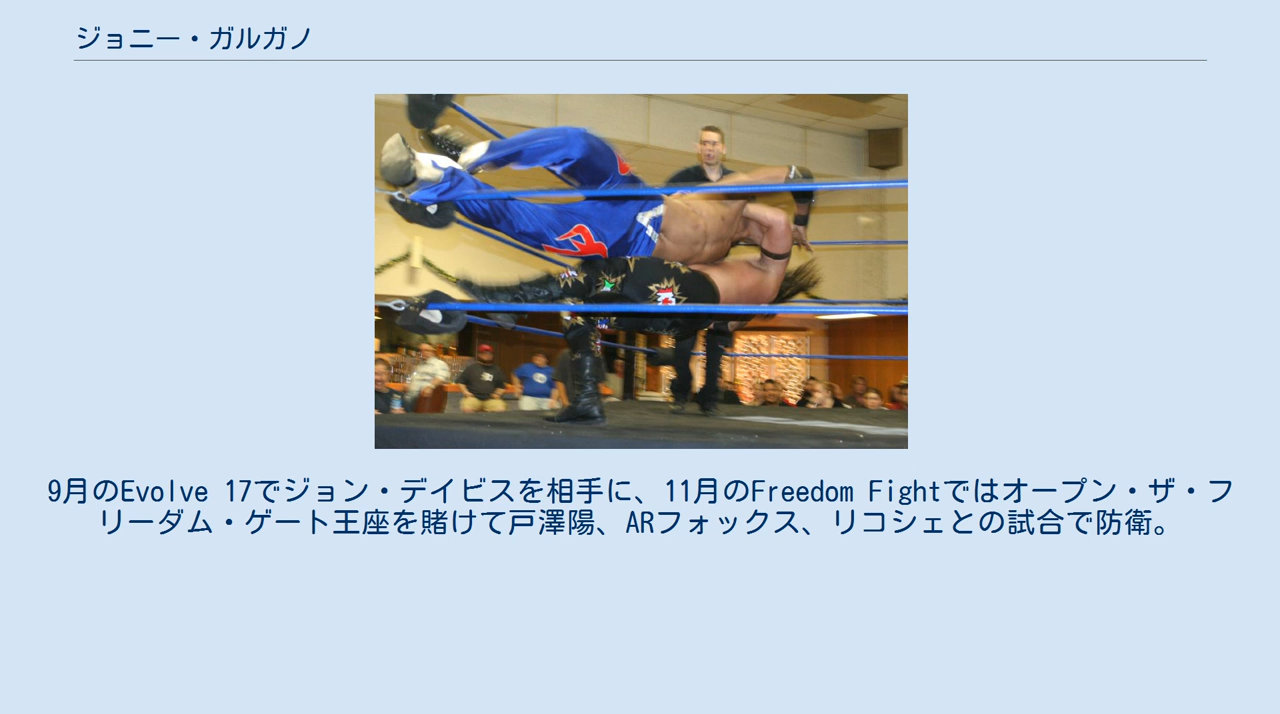 ジョニー・ガルガノ
9月のEvolve 17でジョン・デイビスを相手に、11月のFreedom Fightではオープン・ザ・フ
リーダム・ゲート王座を賭けて戸澤陽、ARフォックス、リコシェとの試合で防衛。